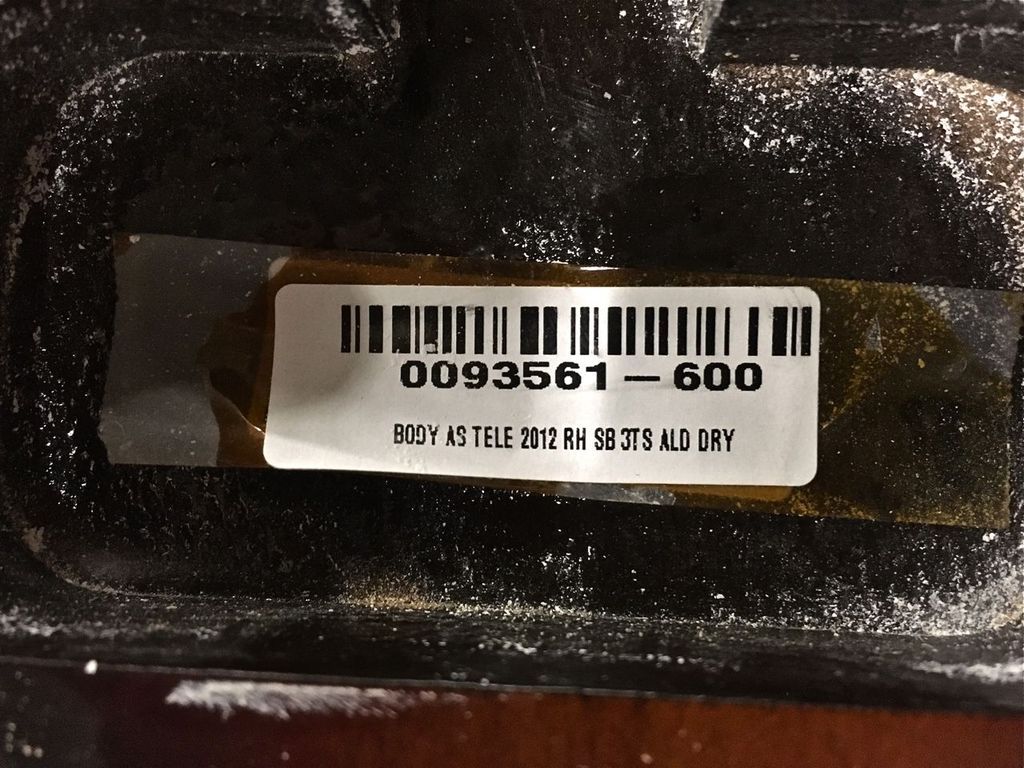 0093561-600
BODY AS TELE 2012 RH SB 3TS ALD DRY